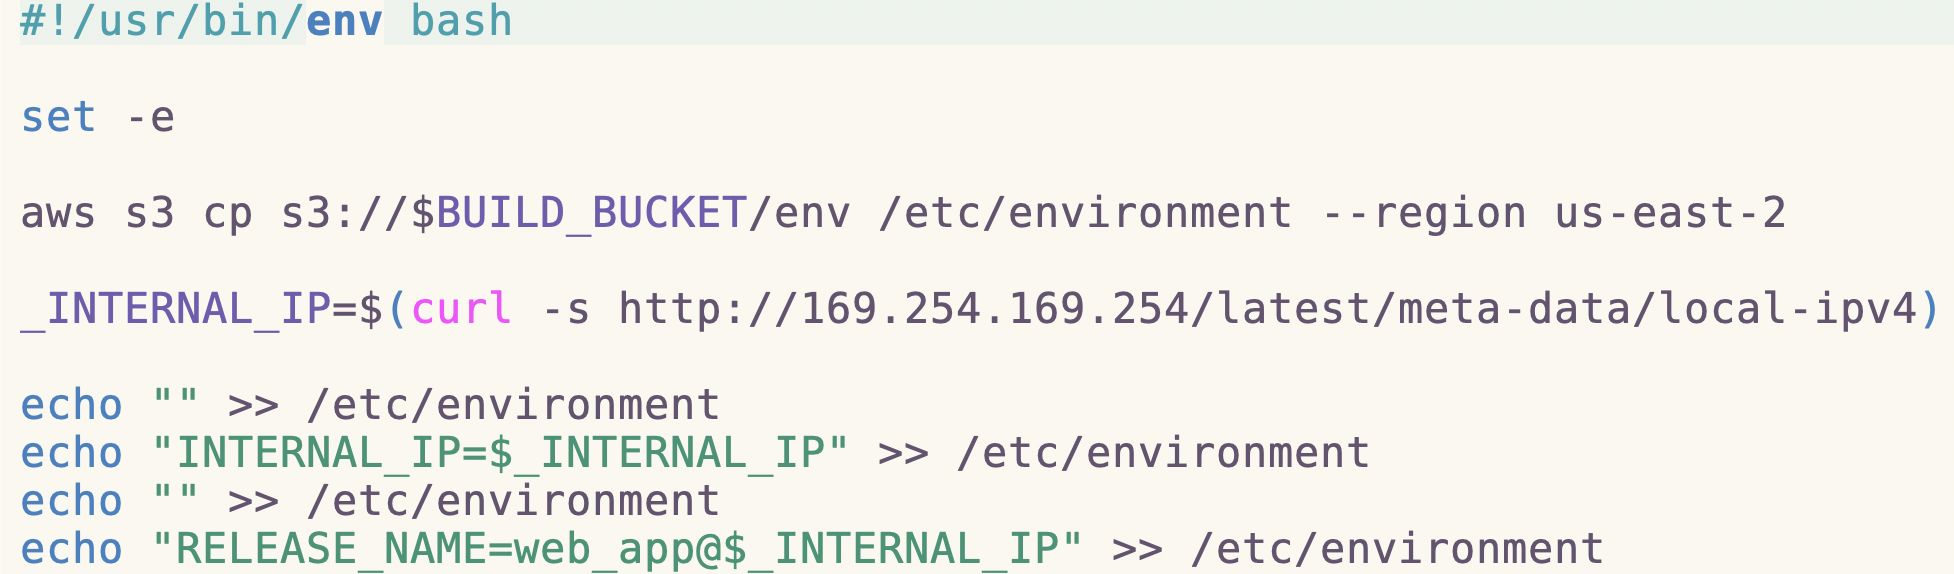 #!/usr/bin/env bash
set -e
aws s3 cp s3://$BUILD_BUCKET/env /etc/environment --region us-east-2
_INTERNAL_IP=$(curl -s http://169.254.169.254/latest/meta-data/local-ipv4)
echo "" >> /etc/environment
echo "INTERNAL_IP=$_INTERNAL_IP" >> /etc/environment
echo "" >> /etc/environment
echo "RELEASE_NAME=web_app@$_INTERNAL_IP" >> /etc/environment